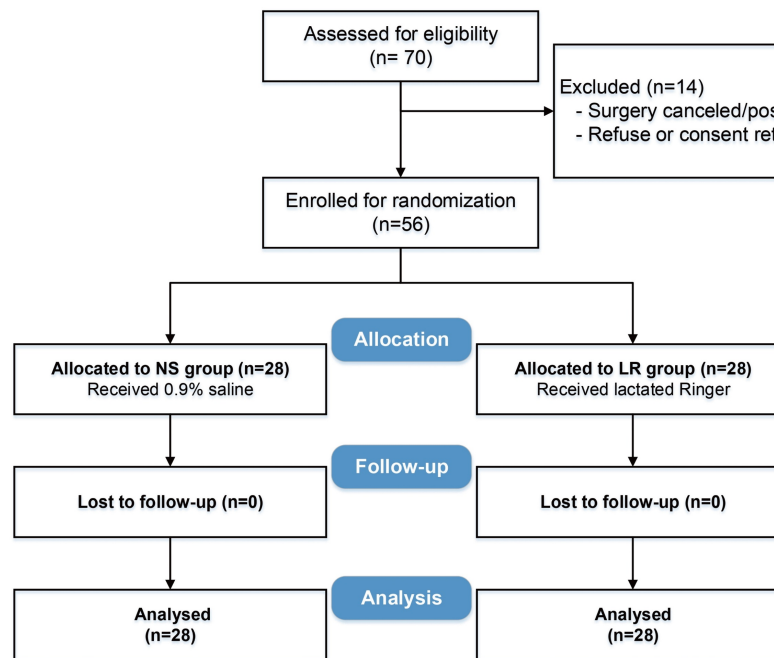 Assessed for eligibility
(n= 70)
Excluded (n=14)
- Surgery canceled/pos
- Refuse or consent ret
Enrolled for randomization
(n=56)
Allocation
Allocated to NS group (n=28)
Received 0.9% saline
Allocated to LR group (n=28)
Received lactated Ringer
Follow-up
Lost to follow-up (n=0)
Lost to follow-up (n=0)
Analysis
Analysed
(n=28)
Analysed
(n=28)